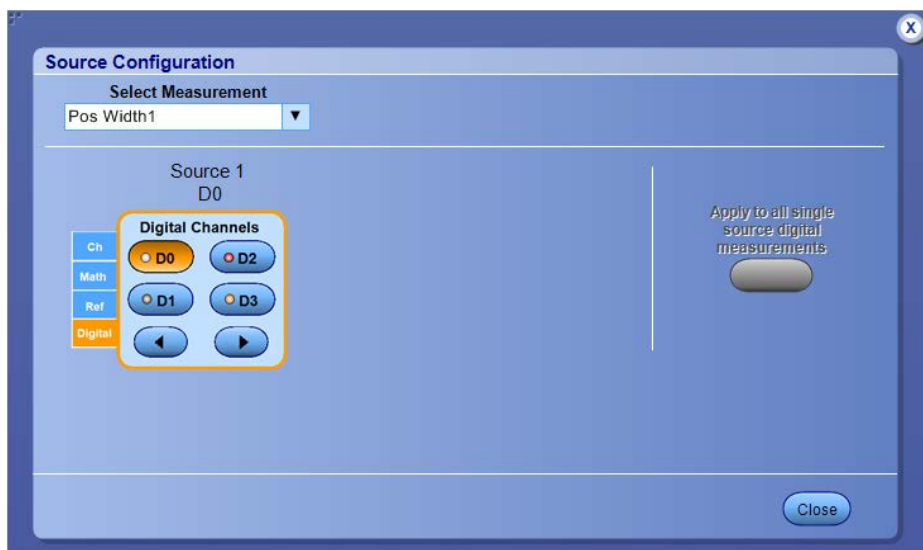 X
Source Configuration
Select Measurement
Pos Width1
Source 1
D0
Ch
Math
Ref
Digital
Digital Channels
D0
D2
D1
D3
Apply to all single
source digital
measurements
Close